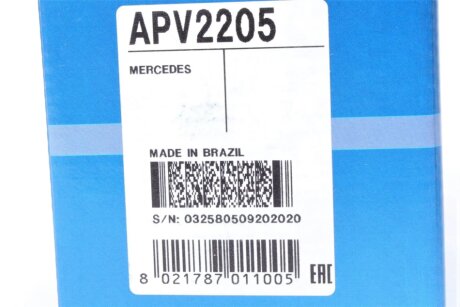 APV2205
MERCEDES
MADE IN BRAZIL
S/N: 032580509202020
8 021787 011005
EAC